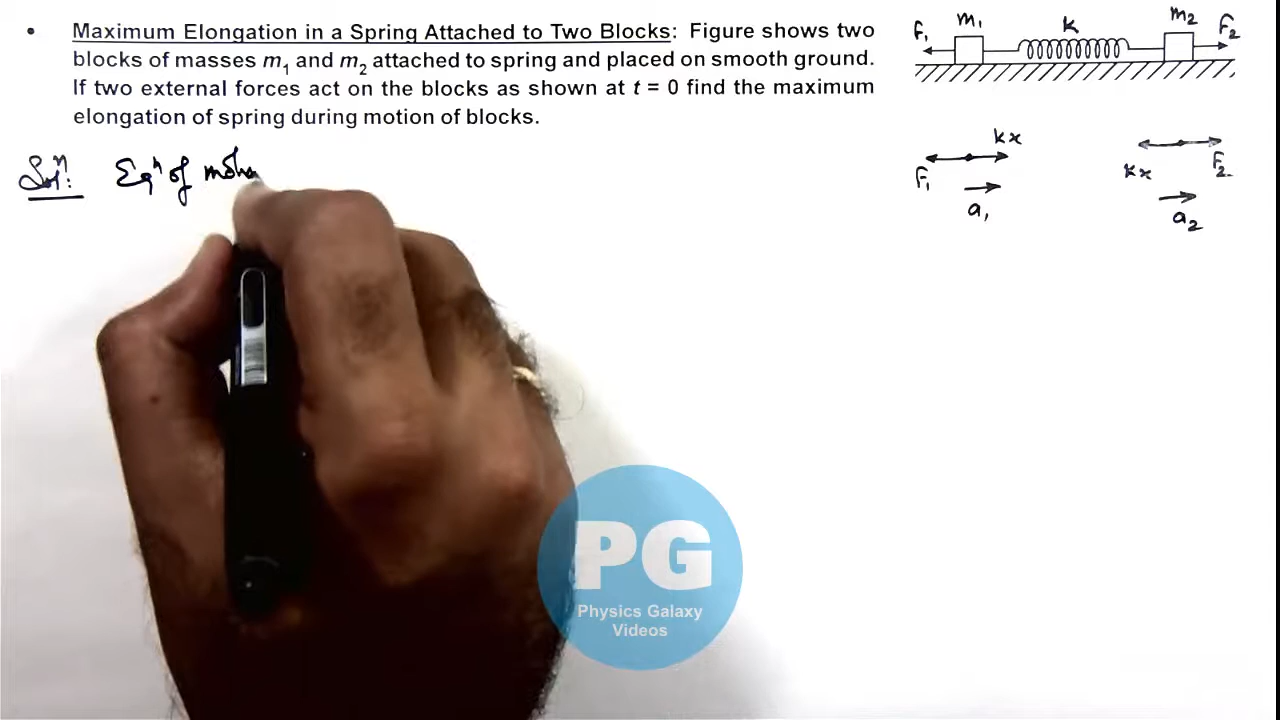 • Maximum Elongation in a Spring Attached to Two Blocks: Figure shows two
blocks of masses m₁ and m₂ attached to spring and placed on smooth ground.
If two external forces act on the blocks as shown at t = 0 find the maximum
elongation of spring during motion of blocks.
F₁ m₁ k m₂ F₂
kx
F₁
a₁
kx F₂
a₂
Solⁿ: Eqⁿ of motio
PG
Physics Galaxy
Videos